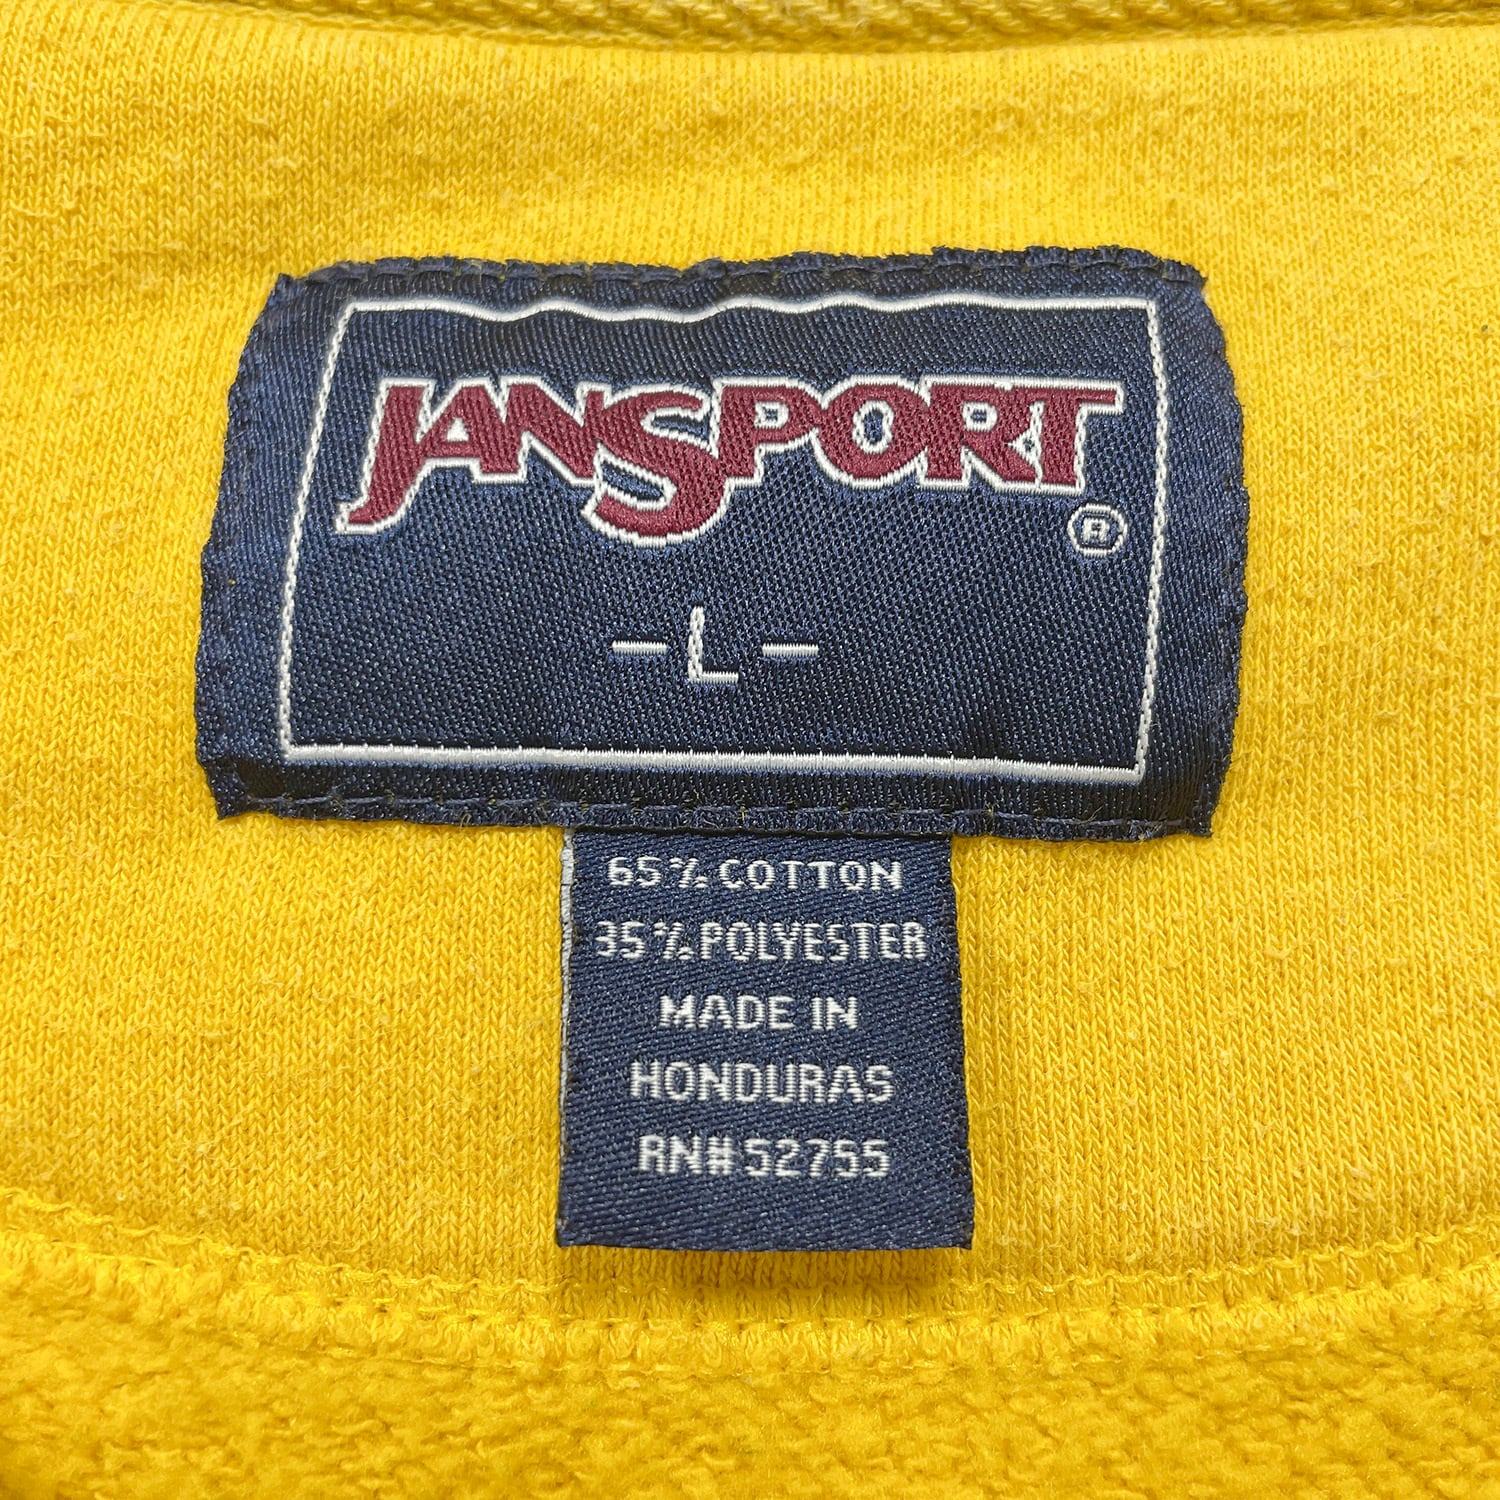 JANSPORT
®
-L-
65% COTTON
35% POLYESTER
MADE IN
HONDURAS
RN#52755